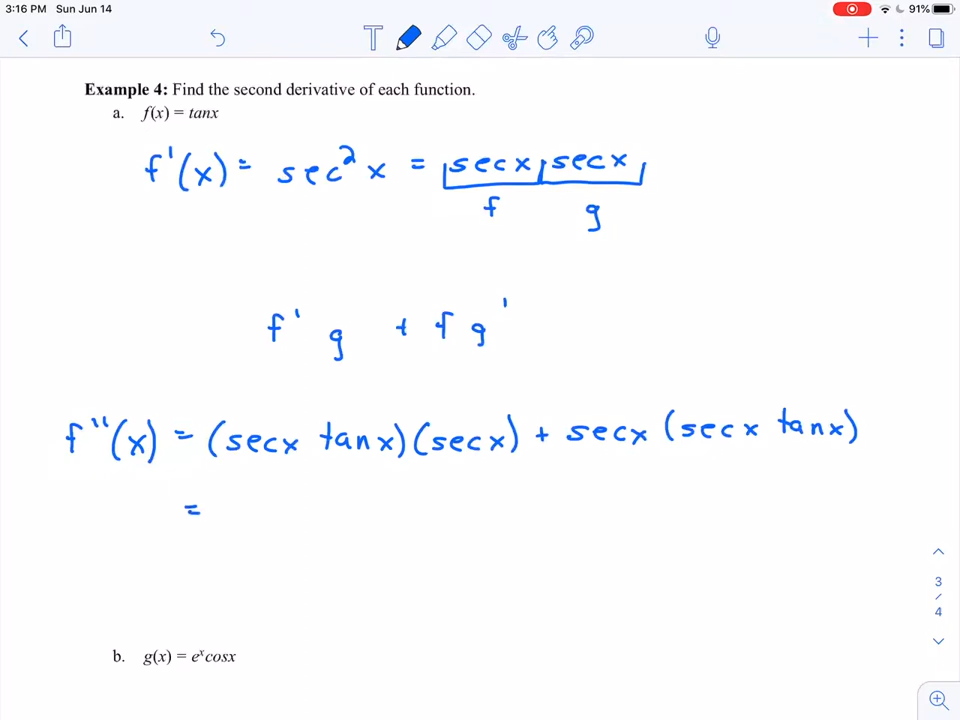 3:16 PM Sun Jun 14 91%
Example 4: Find the second derivative of each function.
a. f(x) = tanx
f'(x) = sec²x = secx secx
f g
f' g + f g'
f''(x) = (secx tanx)(secx) + secx (secx tanx)
=
3
/
4
b. g(x) = eˣcosx